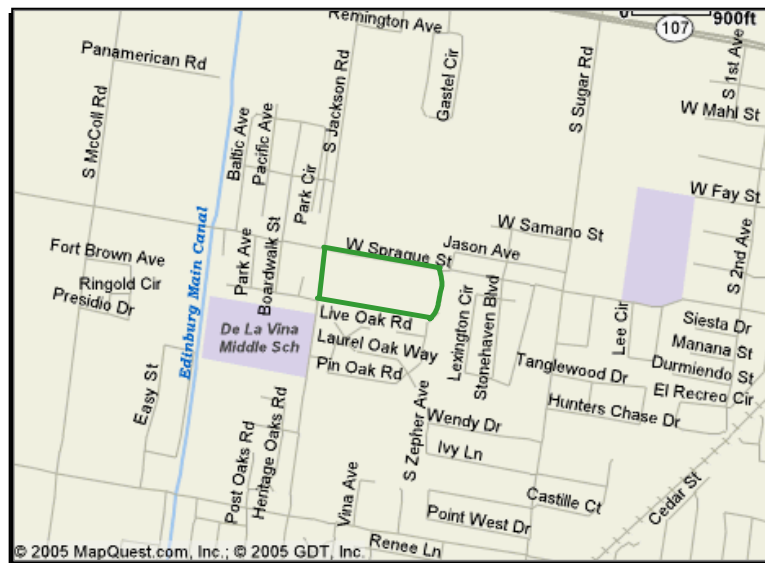 0 900ft
Remington Ave
107
Panamerican Rd
Gastel Cir
S 1st Ave
S McColl Rd
S Jackson Rd
S Sugar Rd
W Mahl St
Baltic Ave
Pacific Ave
Park Cir
W Fay St
W Samano St
Jason Ave
W Sprague St
S 2nd Ave
Fort Brown Ave
Ringold Cir
Presidio Dr
Park Ave
Boardwalk St
Edinburg Main Canal
Live Oak Rd
De La Vina
Middle Sch
Laurel Oak Way
Pin Oak Rd
Lexington Cir
Stonehaven Blvd
Lee Cir
Siesta Dr
Manana St
Durmiendo St
El Recreo Cir
Tanglewood Dr
Hunters Chase Dr
Easy St
Wendy Dr
Ivy Ln
S Zepher Ave
Post Oaks Rd
Heritage Oaks Rd
Vina Ave
Castille Ct
Cedar St
Point West Dr
Renee Ln
© 2005 MapQuest.com, Inc.; © 2005 GDT, Inc.